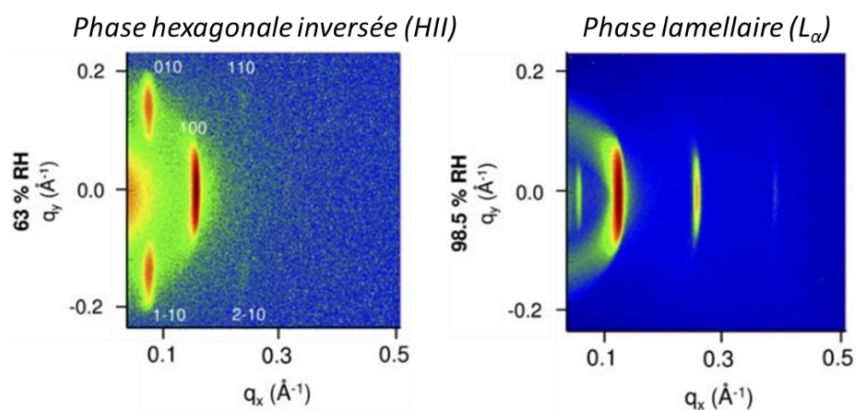 Phase hexagonale inversée (HII)
Phase lamellaire (Lα)
63 % RH
qy (Å-1)
0.2
0.0
-0.2
010
110
100
1-10
2-10
0.1
0.3
0.5
qx (Å-1)
98.5 % RH
qy (Å-1)
0.2
0.0
-0.2
0.1
0.3
0.5
qx (Å-1)